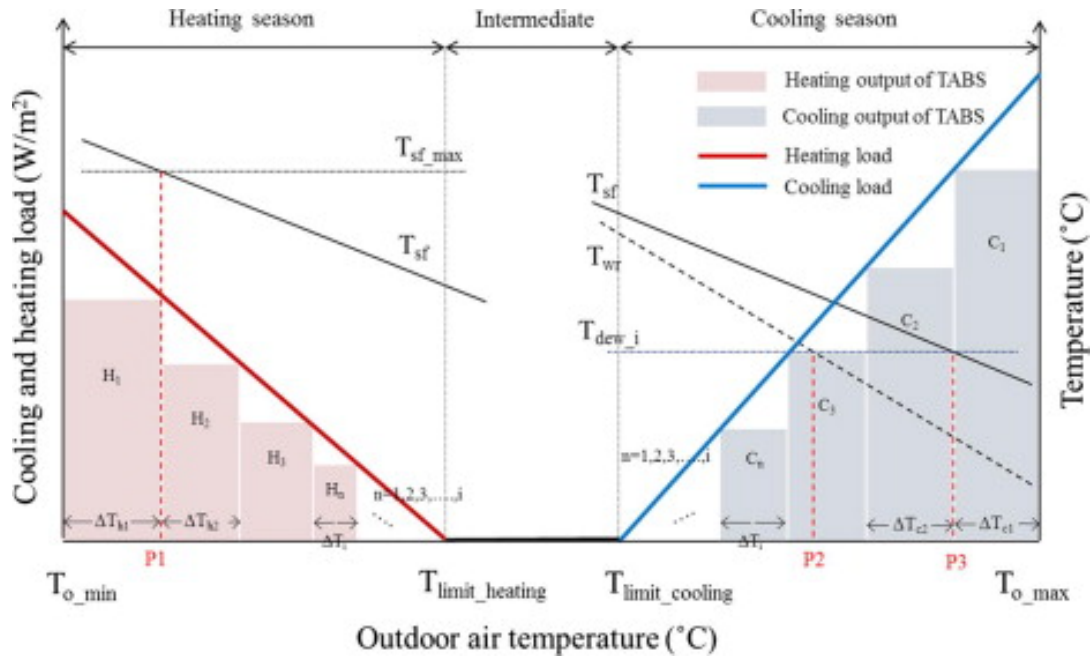 Heating season
Intermediate
Cooling season
Cooling and heating load (W/m²)
Temperature (°C)
Heating output of TABS
Cooling output of TABS
Heating load
Cooling load
T_sf_max
T_sf
T_sf
T_wr
T_dew_i
H₁
H₂
H₃
Hₙ
n=1,2,3,....,i
....
C₁
C₂
C₃
Cₙ
n=1,2,3,....,i
....
ΔT_h1
ΔT_h2
ΔT_i
ΔT_i
ΔT_c2
ΔT_c1
P1
P2
P3
T_o_min
T_limit_heating
T_limit_cooling
T_o_max
Outdoor air temperature (°C)